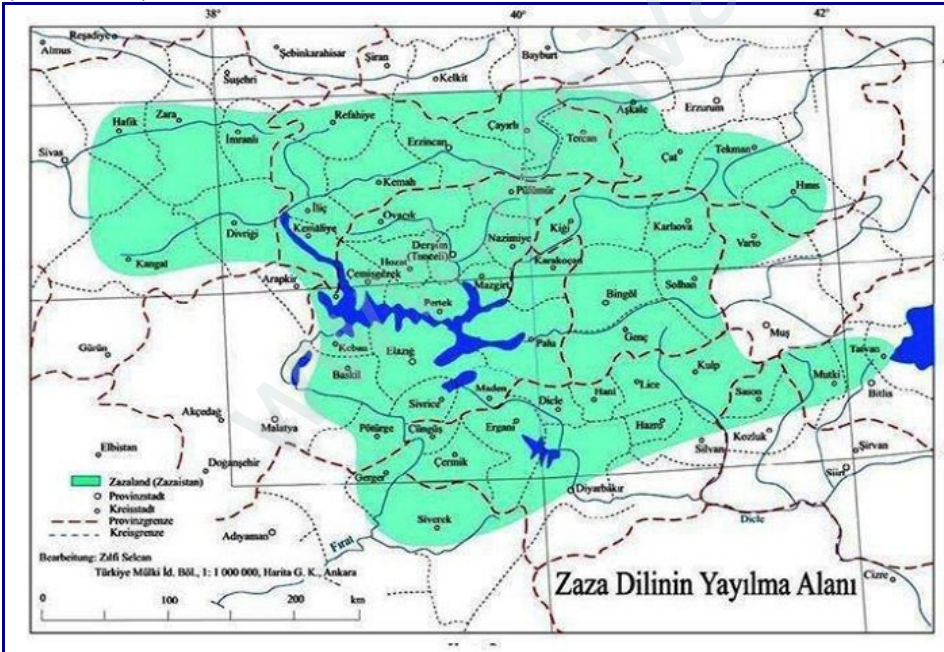 38°
40°
42°
Reşadiye
Almus
Şebinkarahisar
Şiran
Bayburt
Suşehri
Kelkit
Aşkale
Erzurum
Hafik
Zara
Refahiye
Çayırlı
İmranlı
Erzincan
Tercan
Sivas
Çat
Tekman
Kemah
Pülümür
Hınıs
İliç
Ovacık
Kiğı
Karlıova
Divriği
Kemaliye
Nazimiye
Varto
Dersim
(Tunceli)
Hozat
Kangal
Karakoçan
Arapkir
Çemişgezek
Mazgirt
Solhan
Pertek
Bingöl
Muş
Gürün
Keban
Elazığ
Palu
Genç
Tatvan
Baskil
Kulp
Mutki
Maden
Lice
Bitlis
Sivrice
Dicle
Hani
Sason
Akçedağ
Malatya
Pötürge
Çüngüş
Ergani
Hazro
Kozluk
Elbistan
Silvan
Şirvan
Doğanşehir
Çermik
Siirt
Gerger
Zazaland (Zazaistan)
Provinzstadt
Diyarbakır
Kreisstadt
Siverek
Dicle
Provinzgrenze
Adıyaman
Kreisgrenze
Fırat
Bearbeitung: Zılfi Selcan
Türkiye Mülki İd. Böl., 1: 1 000 000, Harita G. K., Ankara
Cizre
Zaza Dilinin Yayılma Alanı
0 100 200 km